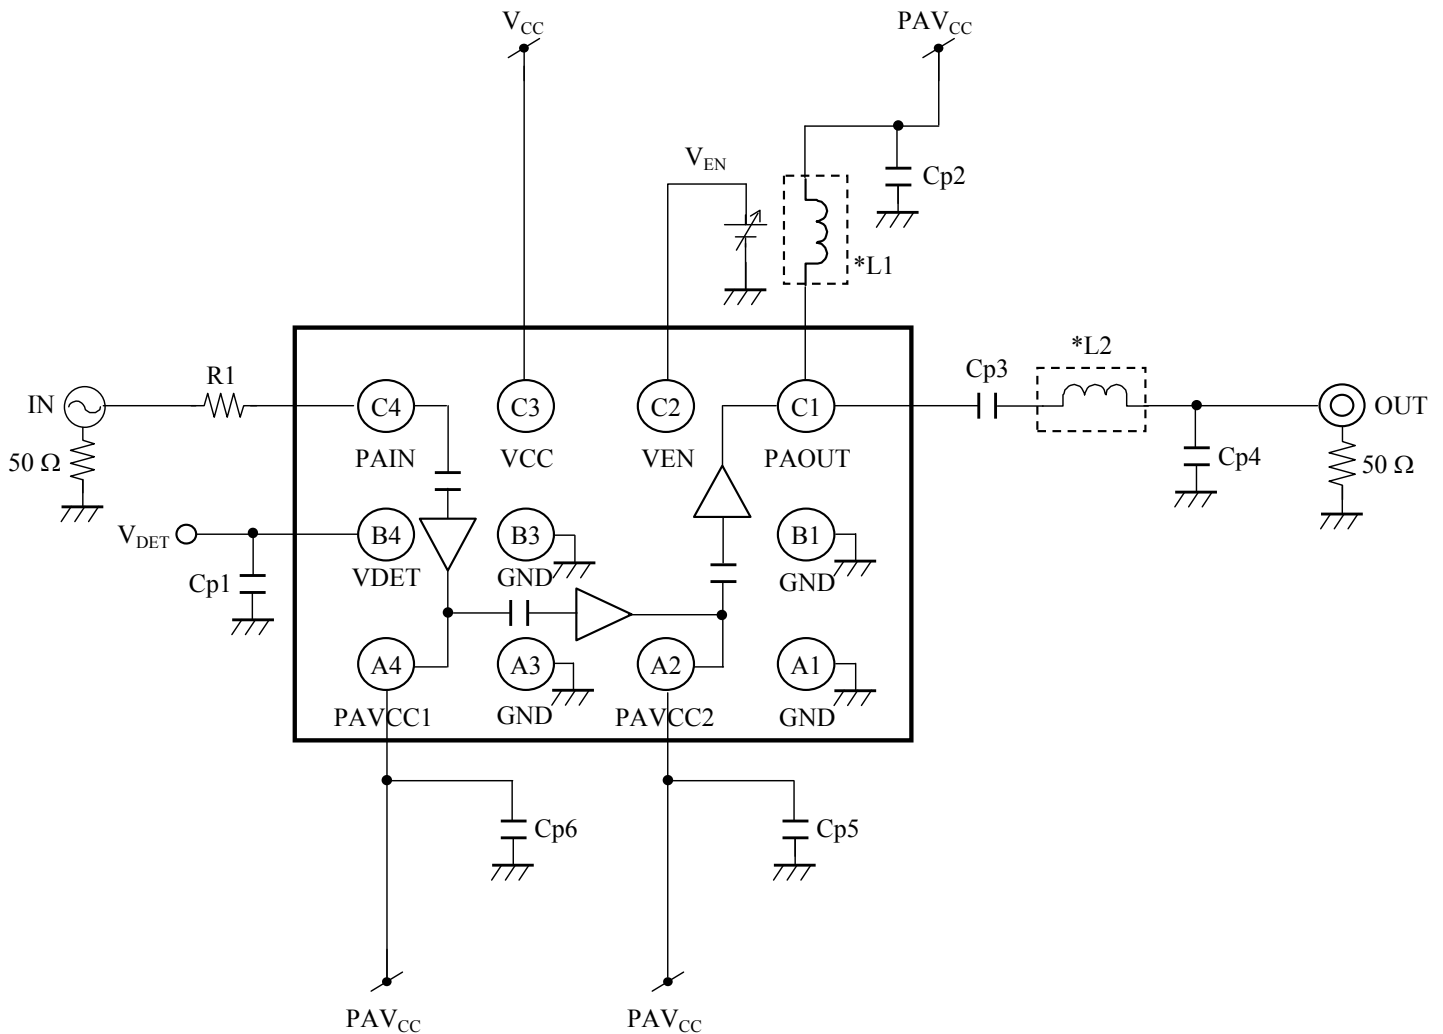 VCC
PAVCC
VEN
Cp2
*L1
*L2
R1
Cp3
IN
C4
C3
C2
C1
OUT
PAIN
VCC
VEN
PAOUT
50 Ω
Cp4
50 Ω
VDET
B4
B3
B1
Cp1
VDET
GND
GND
A4
A3
A2
A1
PAVCC1
GND
PAVCC2
GND
Cp6
Cp5
PAVCC
PAVCC